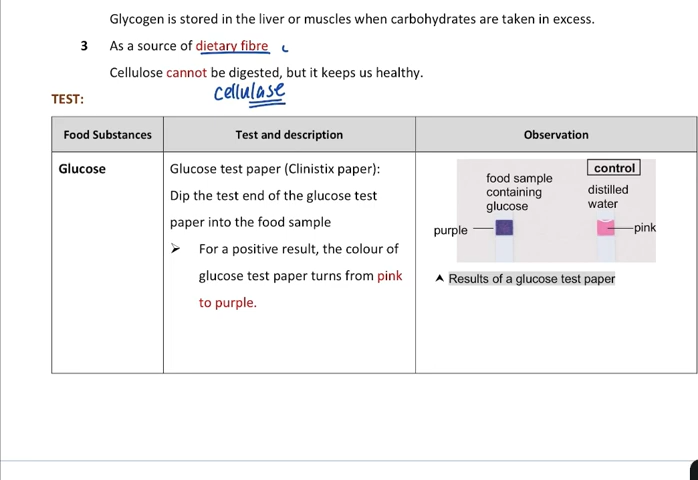 Glycogen is stored in the liver or muscles when carbohydrates are taken in excess.
3 As a source of dietary fibre
Cellulose cannot be digested, but it keeps us healthy.
cellulase
TEST:
Food Substances
Test and description
Observation
Glucose
Glucose test paper (Clinistix paper):
Dip the test end of the glucose test
paper into the food sample
➢ For a positive result, the colour of
glucose test paper turns from pink
to purple.
food sample
containing
glucose
control
distilled
water
purple
pink
▲ Results of a glucose test paper